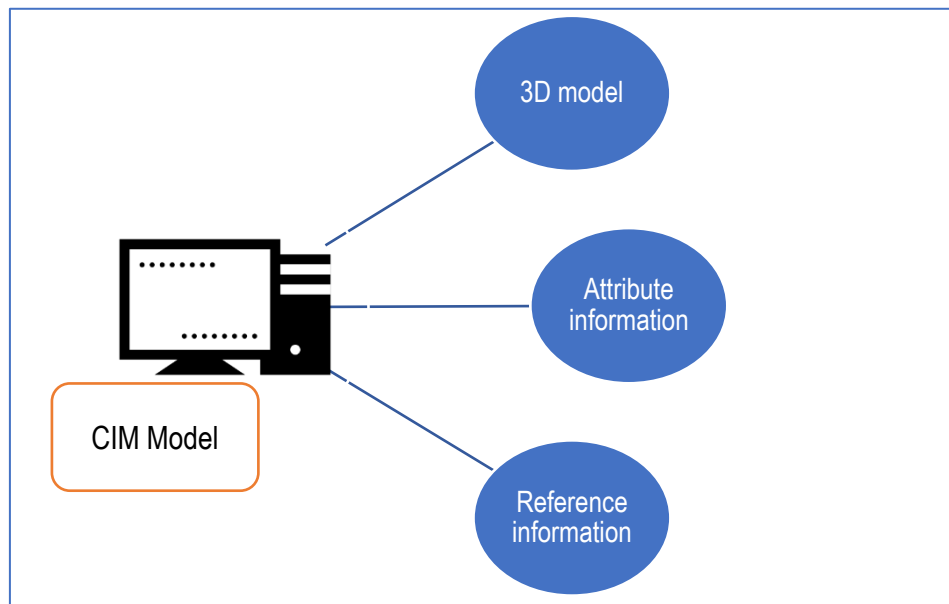 3D model
Attribute
information
CIM Model
Reference
information